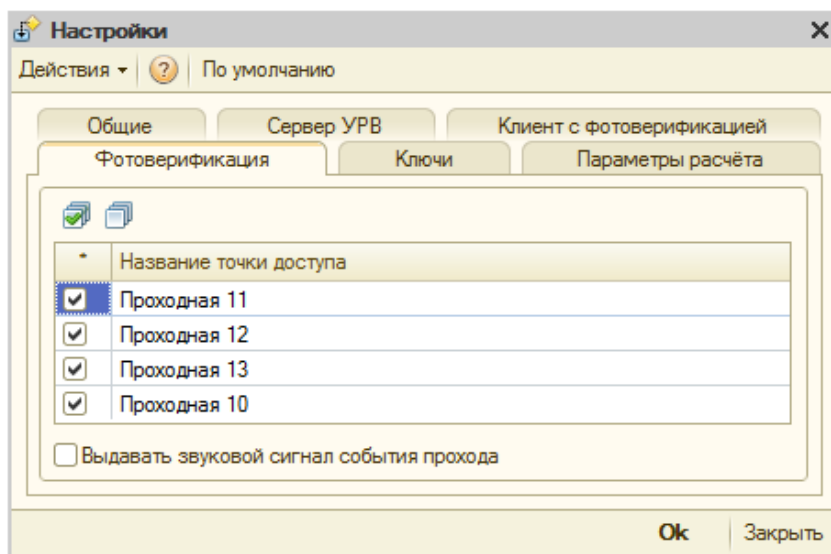 Настройки
Действия ? По умолчанию
Общие Сервер УРВ Клиент с фотоверификацией
Фотоверификация Ключи Параметры расчёта
* Название точки доступа
Проходная 11
Проходная 12
Проходная 13
Проходная 10
Выдавать звуковой сигнал события прохода
Ok Закрыть